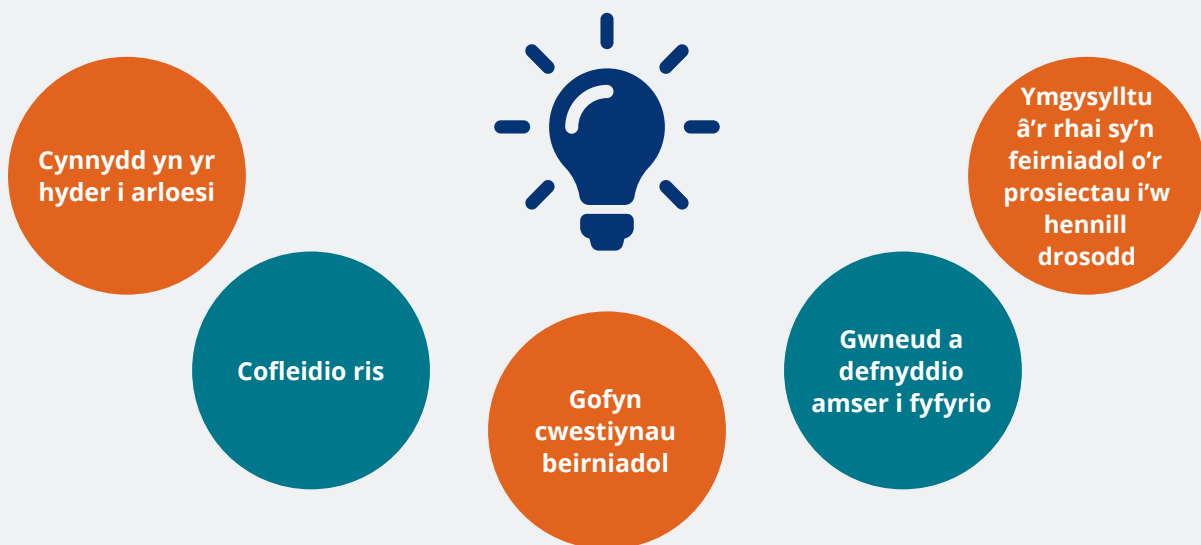 Cynnydd yn yr
hyder i arloesi
Cofleidio ris
Gofyn
cwestiynau
beirniadol
Gwneud a
defnyddio
amser i fyfyrio
Ymgysylltu
â'r rhai sy'n
feirniadol o'r
prosiectau i'w
hennill
drosodd